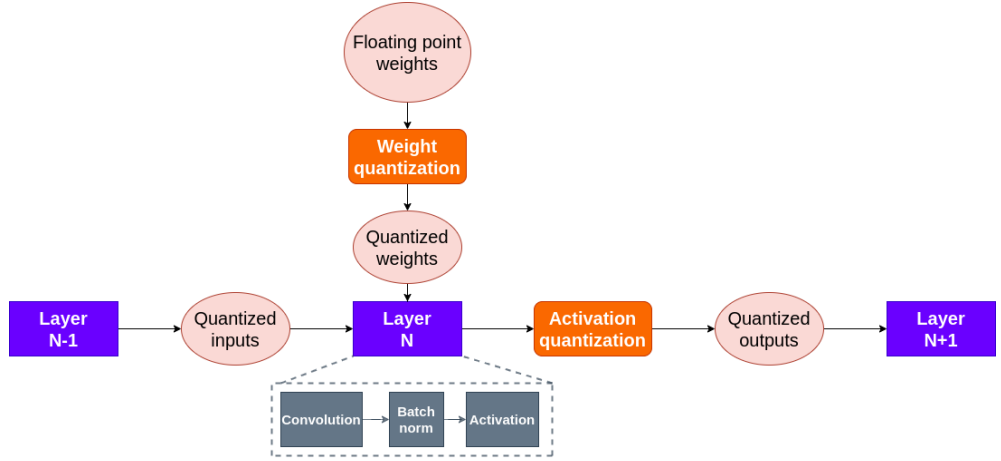 Floating point
weights
Weight
quantization
Quantized
weights
Layer
N-1
Quantized
inputs
Layer
N
Activation
quantization
Quantized
outputs
Layer
N+1
Convolution
Batch
norm
Activation